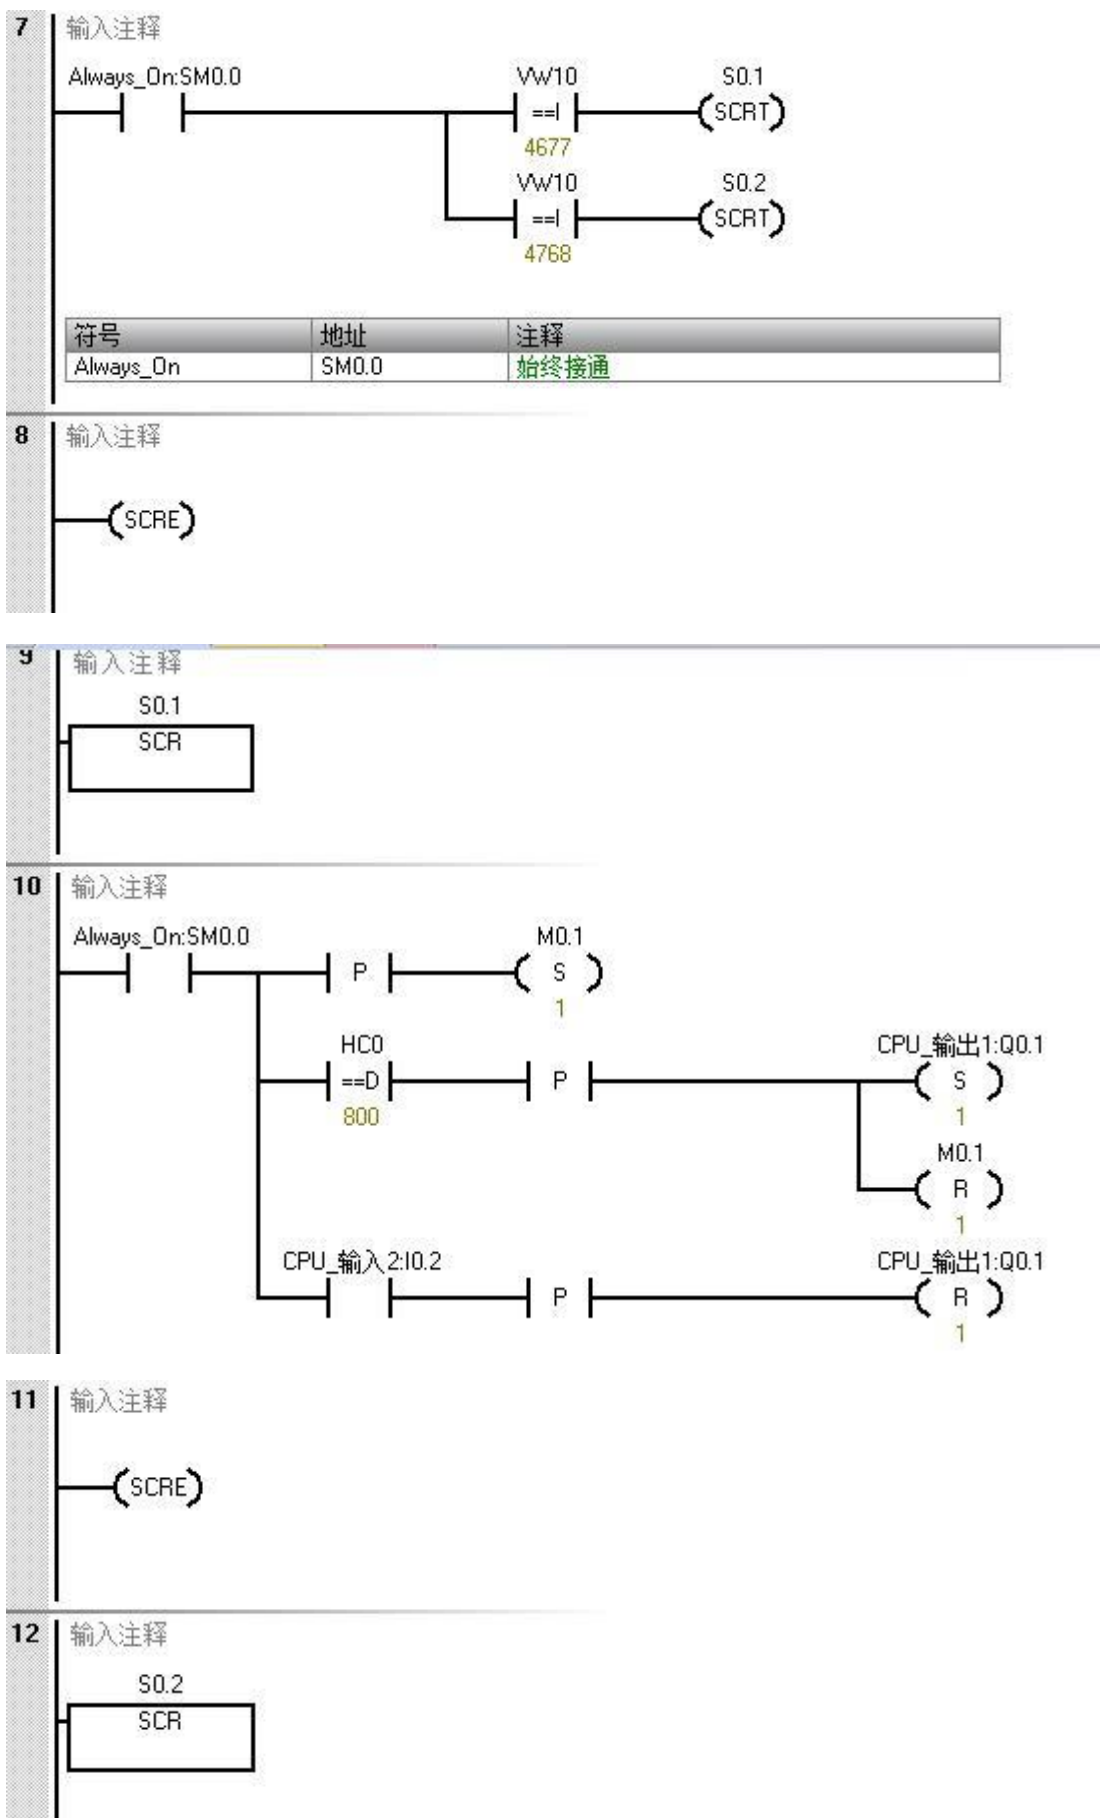 7 输入注释
Always_On:SM0.0 VW10 S0.1
==I SCRT
4677
VW10 S0.2
==I SCRT
4768
符号 地址 注释
Always_On SM0.0 始终接通
8 输入注释
SCRE
9 输入注释
S0.1
SCR
10 输入注释
Always_On:SM0.0 M0.1
P S
1
HC0 CPU_输出1:Q0.1
==D P S
800 1
M0.1
R
1
CPU_输入2:I0.2 CPU_输出1:Q0.1
P R
1
11 输入注释
SCRE
12 输入注释
S0.2
SCR